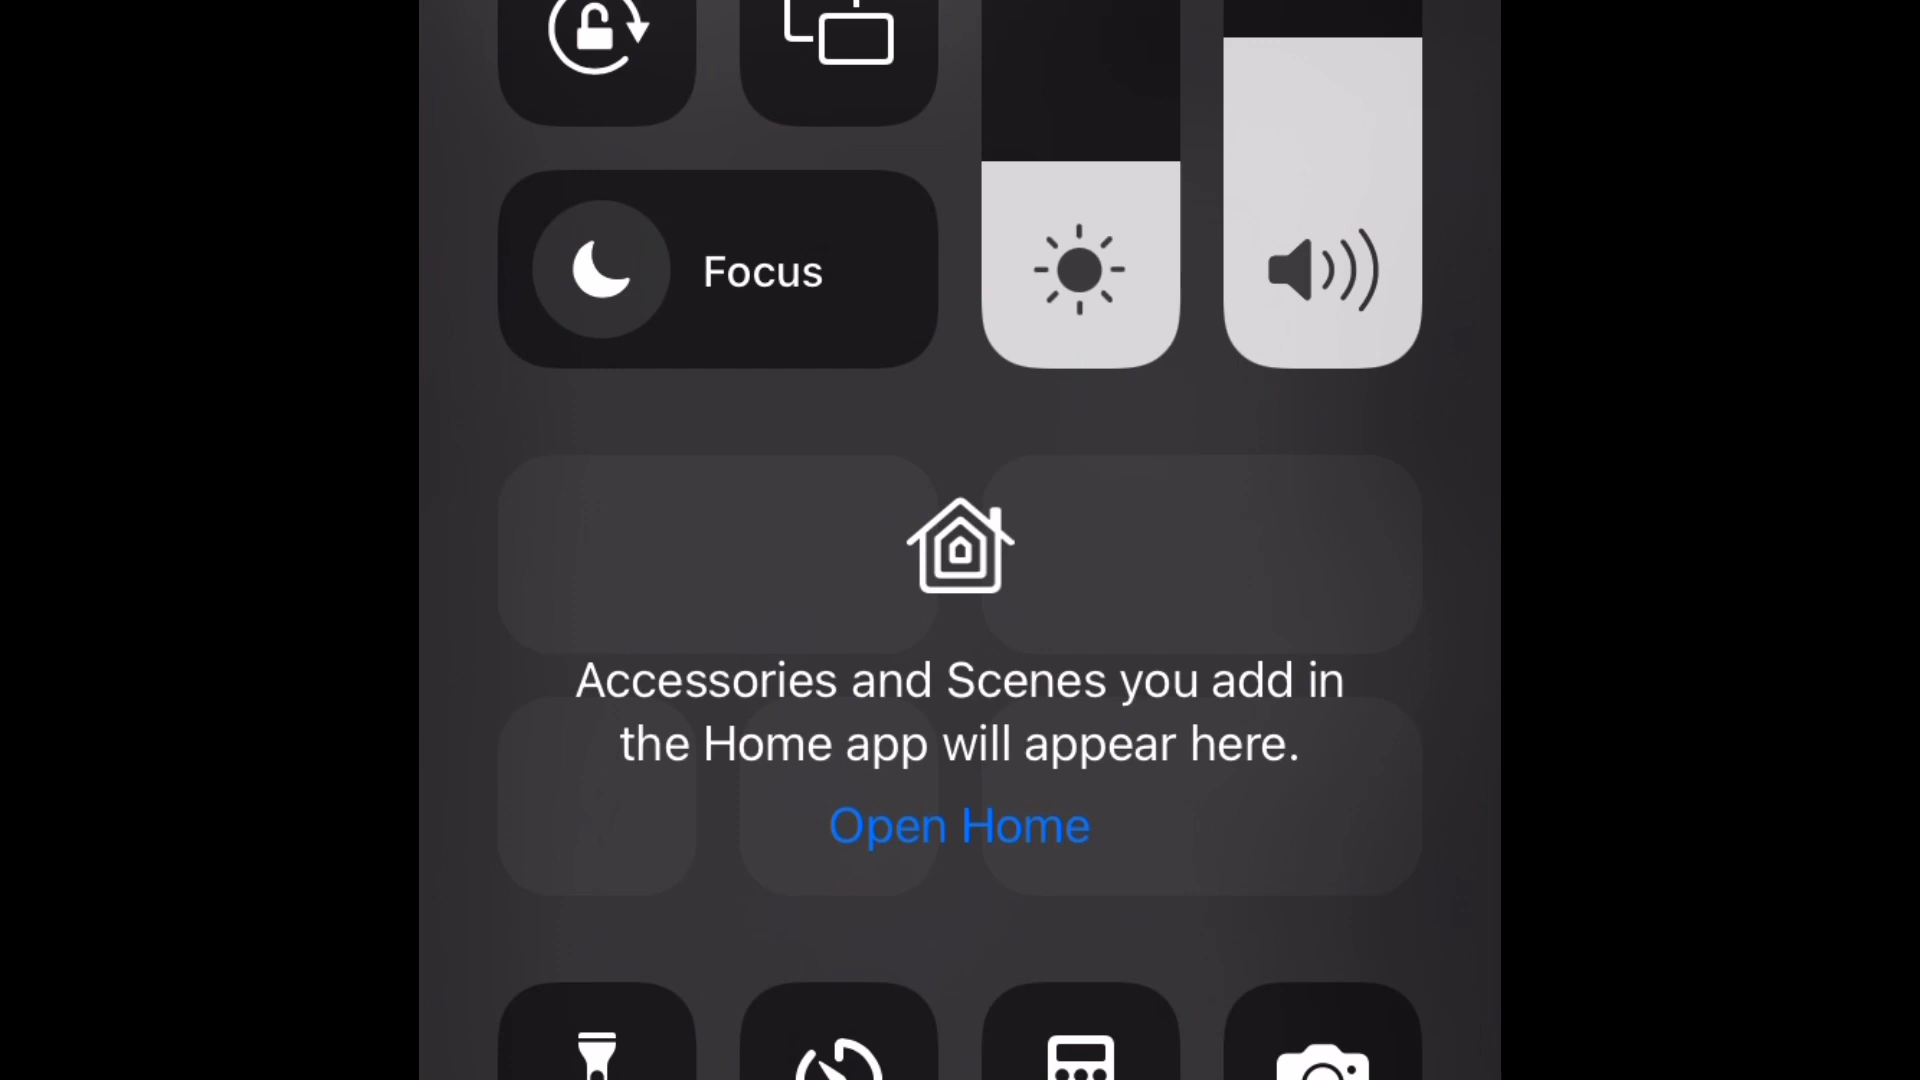 Focus
Accessories and Scenes you add in
the Home app will appear here.
Open Home